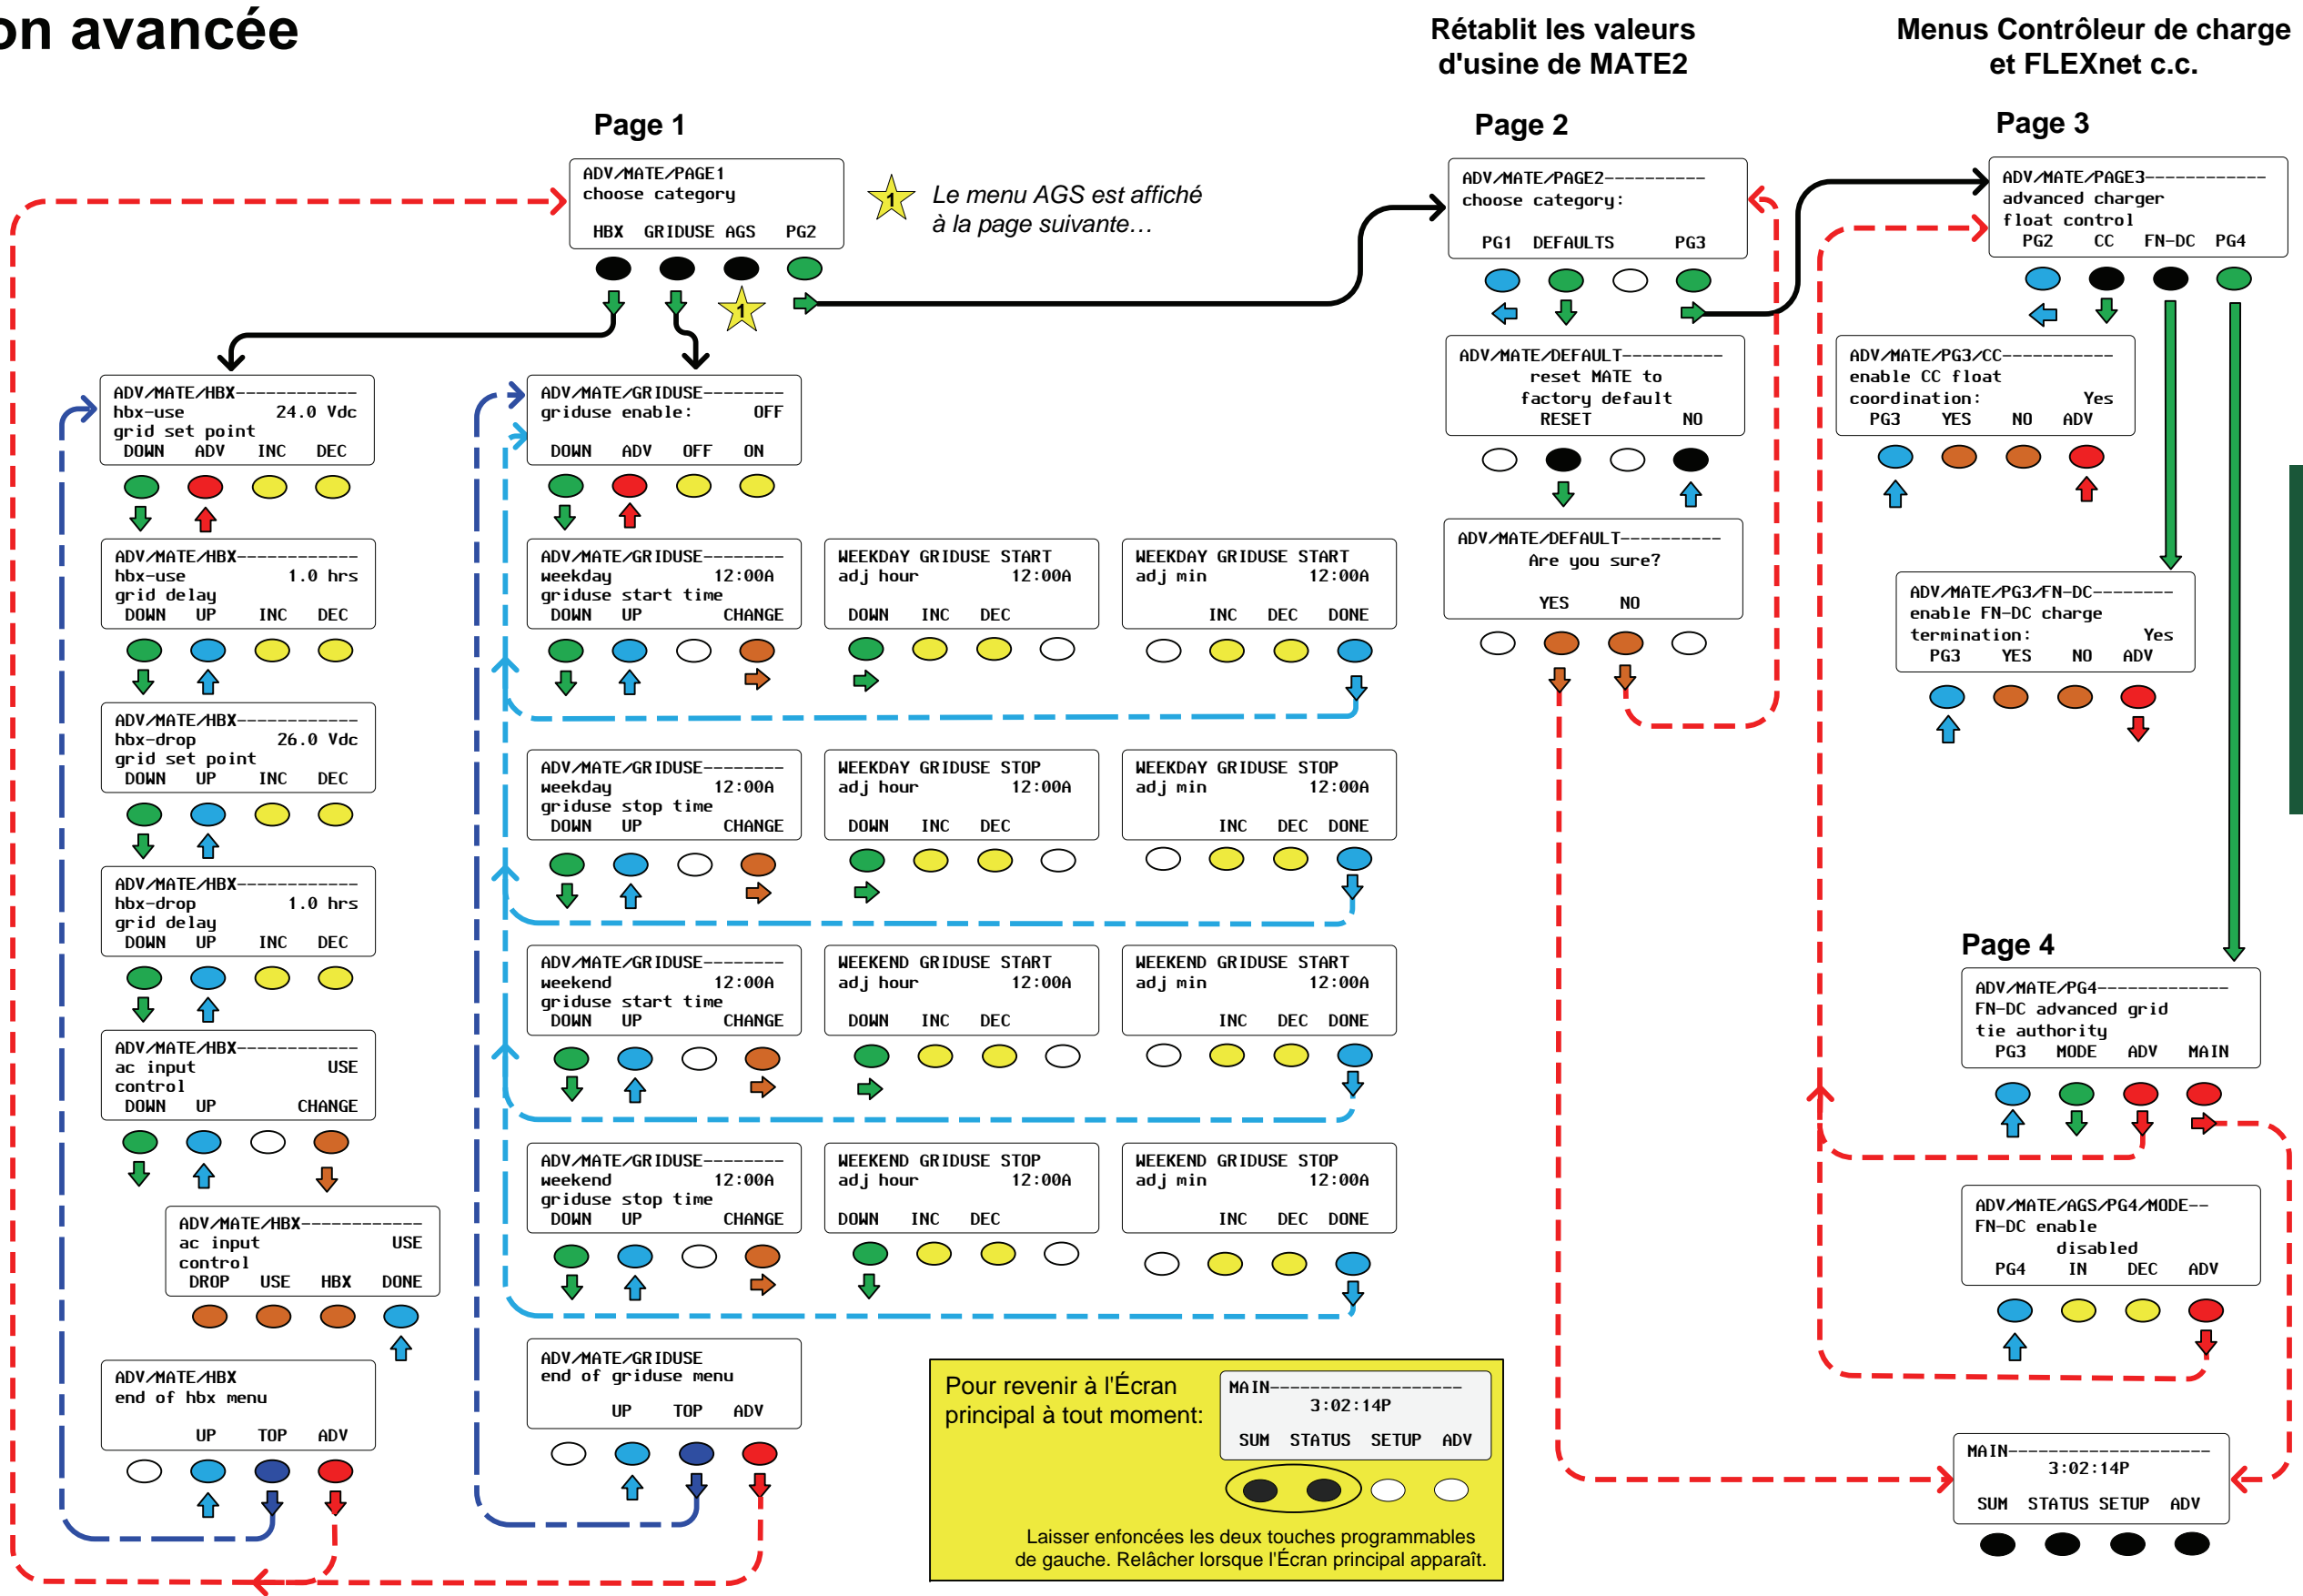 on avancée
Rétablit les valeurs
d'usine de MATE2
Menus Contrôleur de charge
et FLEXnet c.c.
Page 1
ADV/MATE/PAGE1
choose category
HBX GRIDUSE AGS PG2
1
Le menu AGS est affiché
à la page suivante…
1
Page 2
ADV/MATE/PAGE2----------
choose category:
PG1 DEFAULTS PG3
ADV/MATE/DEFAULT----------
reset MATE to
factory default
RESET NO
ADV/MATE/DEFAULT----------
Are you sure?
YES NO
Page 3
ADV/MATE/PAGE3------------
advanced charger
float control
PG2 CC FN-DC PG4
ADV/MATE/PG3/CC-----------
enable CC float
coordination: Yes
PG3 YES NO ADV
ADV/MATE/PG3/FN-DC--------
enable FN-DC charge
termination: Yes
PG3 YES NO ADV
Page 4
ADV/MATE/PG4-------------
FN-DC advanced grid
tie authority
PG3 MODE ADV MAIN
ADV/MATE/AGS/PG4/MODE--
FN-DC enable
disabled
PG4 IN DEC ADV
MAIN--------------------
3:02:14P
SUM STATUS SETUP ADV
ADV/MATE/HBX------------
hbx-use 24.0 Vdc
grid set point
DOWN ADV INC DEC
ADV/MATE/HBX------------
hbx-use 1.0 hrs
grid delay
DOWN UP INC DEC
ADV/MATE/HBX------------
hbx-drop 26.0 Vdc
grid set point
DOWN UP INC DEC
ADV/MATE/HBX------------
hbx-drop 1.0 hrs
grid delay
DOWN UP INC DEC
ADV/MATE/HBX------------
ac input USE
control
DOWN UP CHANGE
ADV/MATE/HBX------------
ac input USE
control
DROP USE HBX DONE
ADV/MATE/HBX
end of hbx menu
UP TOP ADV
ADV/MATE/GRIDUSE--------
griduse enable: OFF
DOWN ADV OFF ON
ADV/MATE/GRIDUSE--------
weekday 12:00A
griduse start time
DOWN UP CHANGE
WEEKDAY GRIDUSE START
adj hour 12:00A
DOWN INC DEC
WEEKDAY GRIDUSE START
adj min 12:00A
INC DEC DONE
ADV/MATE/GRIDUSE--------
weekday 12:00A
griduse stop time
DOWN UP CHANGE
WEEKDAY GRIDUSE STOP
adj hour 12:00A
DOWN INC DEC
WEEKDAY GRIDUSE STOP
adj min 12:00A
INC DEC DONE
ADV/MATE/GRIDUSE--------
weekend 12:00A
griduse start time
DOWN UP CHANGE
WEEKEND GRIDUSE START
adj hour 12:00A
DOWN INC DEC
WEEKEND GRIDUSE START
adj min 12:00A
INC DEC DONE
ADV/MATE/GRIDUSE--------
weekend 12:00A
griduse stop time
DOWN UP CHANGE
WEEKEND GRIDUSE STOP
adj hour 12:00A
DOWN INC DEC
WEEKEND GRIDUSE STOP
adj min 12:00A
INC DEC DONE
ADV/MATE/GRIDUSE
end of griduse menu
UP TOP ADV
Pour revenir à l'Écran
principal à tout moment:
MAIN-------------------
3:02:14P
SUM STATUS SETUP ADV
Laisser enfoncées les deux touches programmables
de gauche. Relâcher lorsque l'Écran principal apparaît.